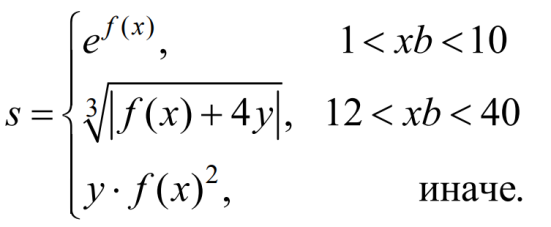 e^{f(x)}, 1 < xb < 10
s = { ∛|f(x) + 4y|, 12 < xb < 40
y · f(x)², иначе.